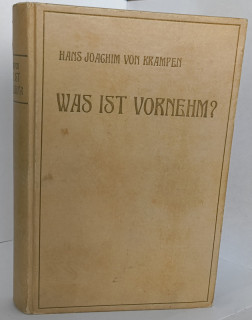 HANS JOACHIM VON KRAMPEN
WAS IST VORNEHM?